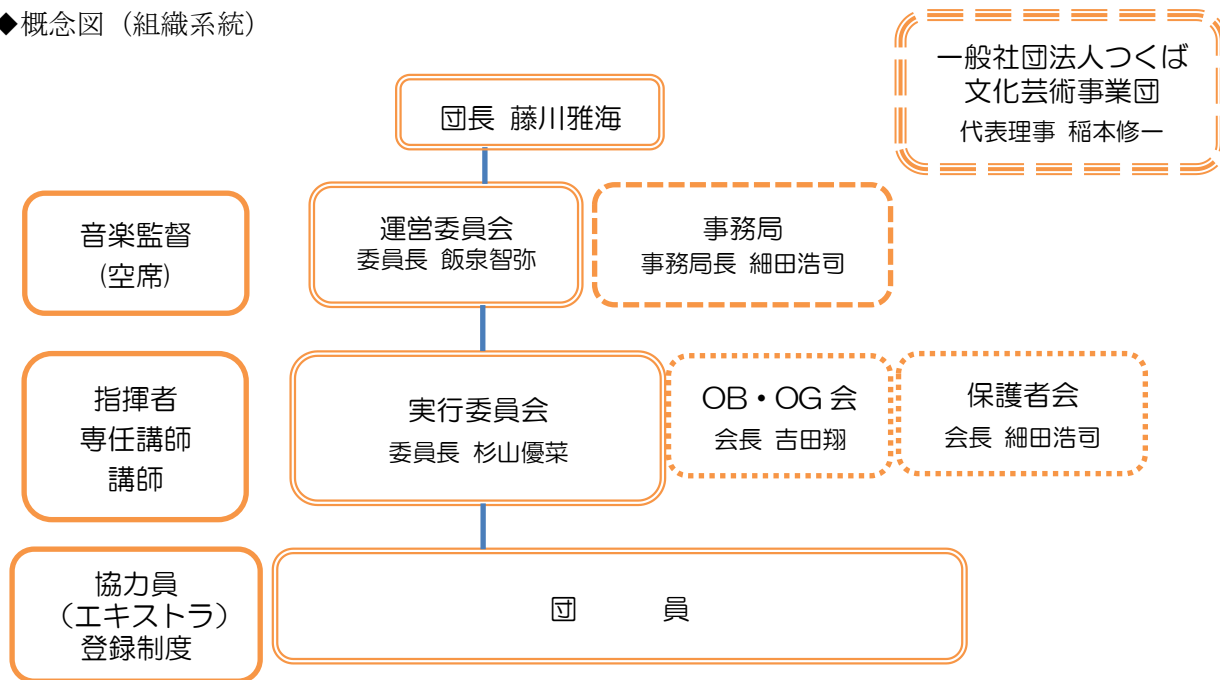 ◆概念図（組織系統）
一般社団法人つくば
文化芸術事業団
代表理事 稲本修一
団長 藤川雅海
音楽監督
(空席)
運営委員会
委員長 飯泉智弥
事務局
事務局長 細田浩司
指揮者
専任講師
講師
実行委員会
委員長 杉山優菜
OB・OG 会
会長 吉田翔
保護者会
会長 細田浩司
協力員
（エキストラ）
登録制度
団　　員